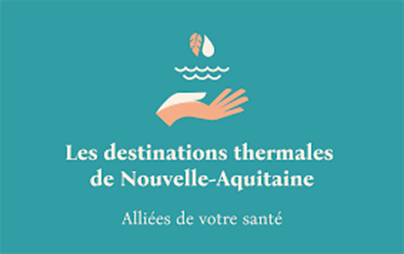 Les destinations thermales
de Nouvelle-Aquitaine
Alliées de votre santé